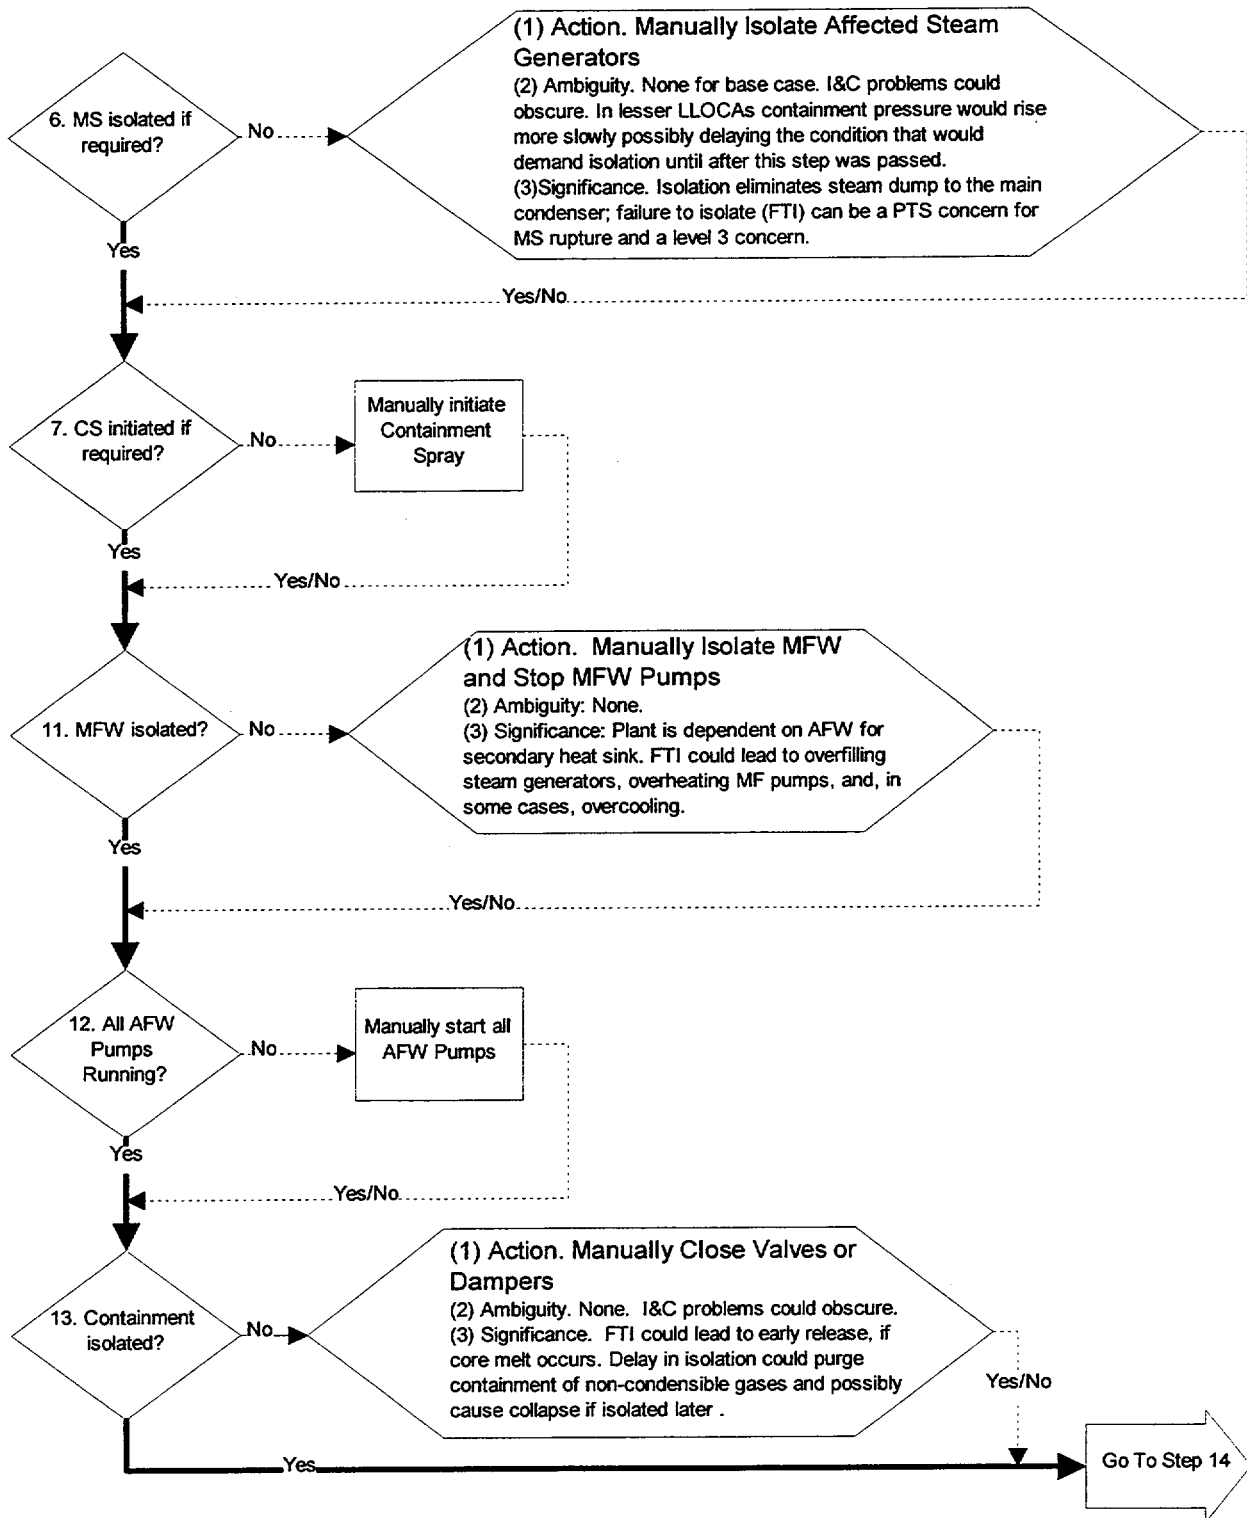 (1) Action. Manually Isolate Affected Steam
Generators
(2) Ambiguity. None for base case. I&C problems could
obscure. In lesser LLOCAs containment pressure would rise
more slowly possibly delaying the condition that would
demand isolation until after this step was passed.
(3)Significance. Isolation eliminates steam dump to the main
condenser; failure to isolate (FTI) can be a PTS concern for
MS rupture and a level 3 concern.
6. MS isolated if
required?
No
Yes
Yes/No
7. CS initiated if
required?
No
Manually initiate
Containment
Spray
Yes
Yes/No
(1) Action. Manually Isolate MFW
and Stop MFW Pumps
(2) Ambiguity: None.
(3) Significance: Plant is dependent on AFW for
secondary heat sink. FTI could lead to overfilling
steam generators, overheating MF pumps, and, in
some cases, overcooling.
11. MFW isolated?
No
Yes
Yes/No
12. All AFW
Pumps
Running?
No
Manually start all
AFW Pumps
Yes
Yes/No
(1) Action. Manually Close Valves or
Dampers
(2) Ambiguity. None. I&C problems could obscure.
(3) Significance. FTI could lead to early release, if
core melt occurs. Delay in isolation could purge
containment of non-condensible gases and possibly
cause collapse if isolated later .
13. Containment
isolated?
No
Yes/No
Yes
Go To Step 14